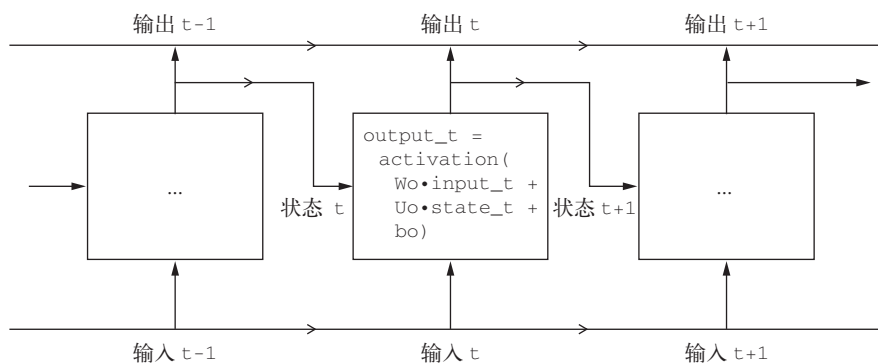 输出 t-1
输出 t
输出 t+1
...
output_t =
activation(
Wo•input_t +
Uo•state_t +
bo)
...
状态 t
状态 t+1
输入 t-1
输入 t
输入 t+1